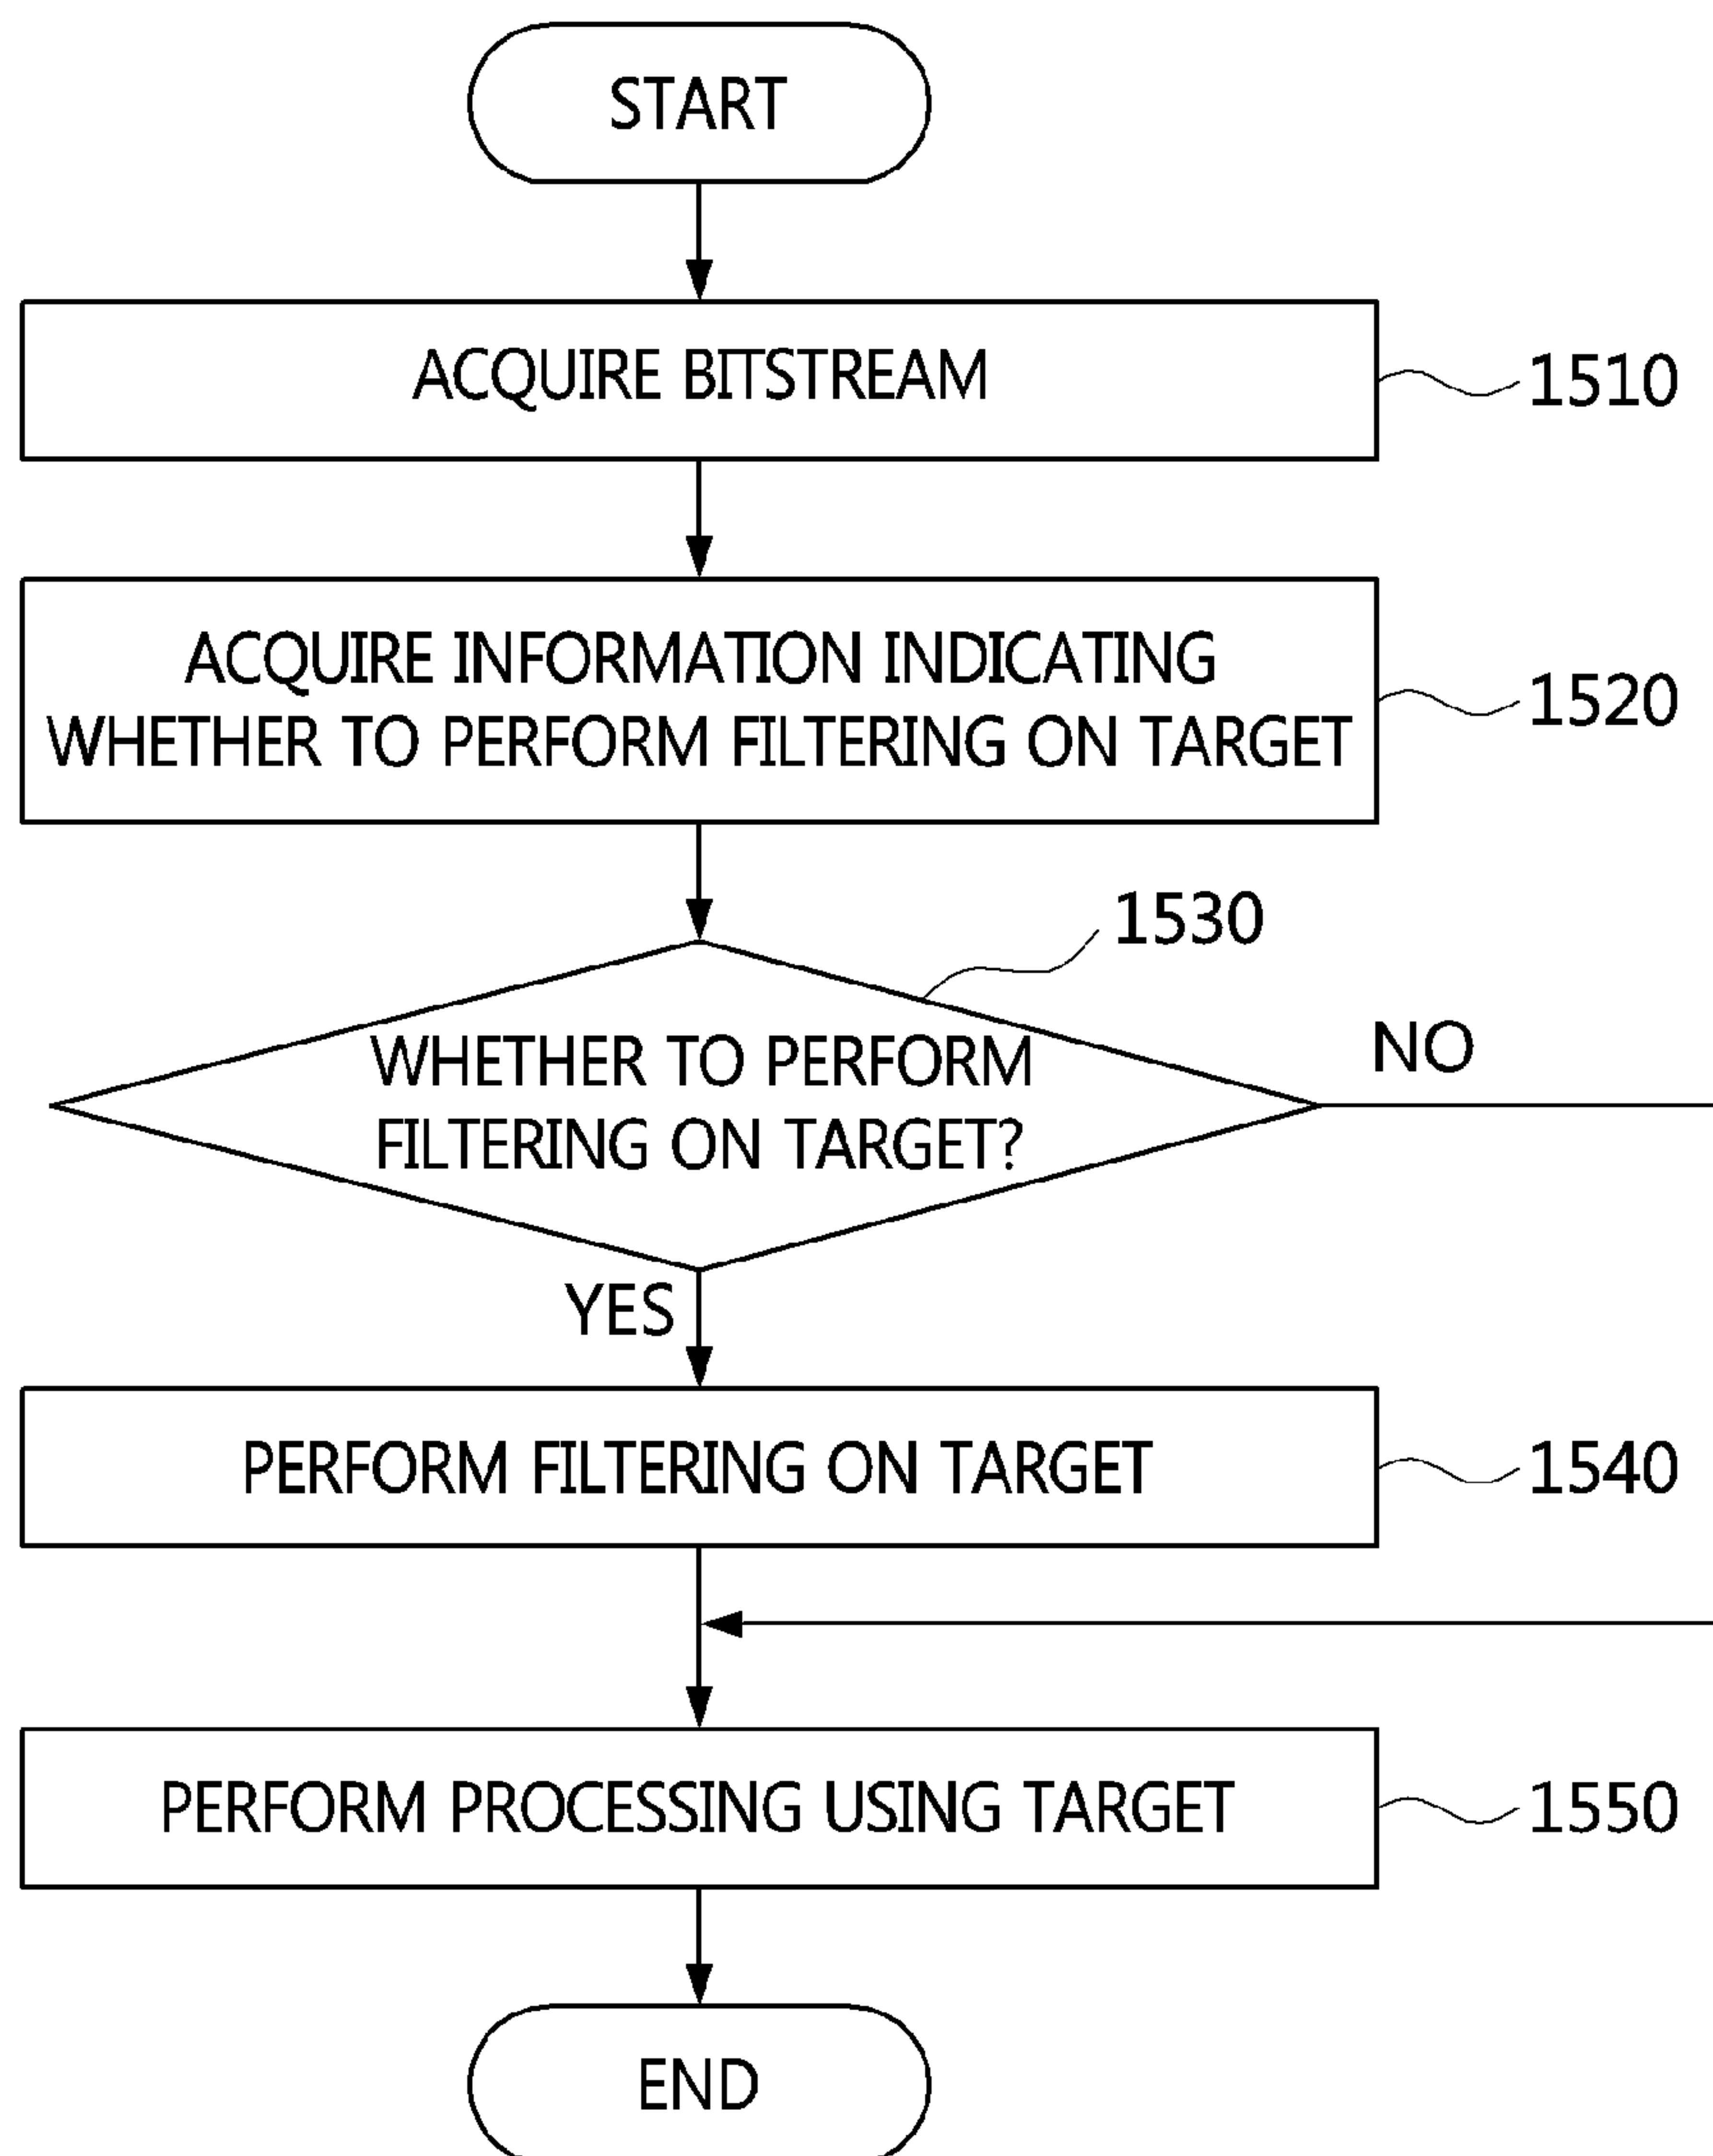 START
ACQUIRE BITSTREAM
1510
ACQUIRE INFORMATION INDICATING
WHETHER TO PERFORM FILTERING ON TARGET
1520
1530
WHETHER TO PERFORM
FILTERING ON TARGET?
NO
YES
PERFORM FILTERING ON TARGET
1540
PERFORM PROCESSING USING TARGET
1550
END